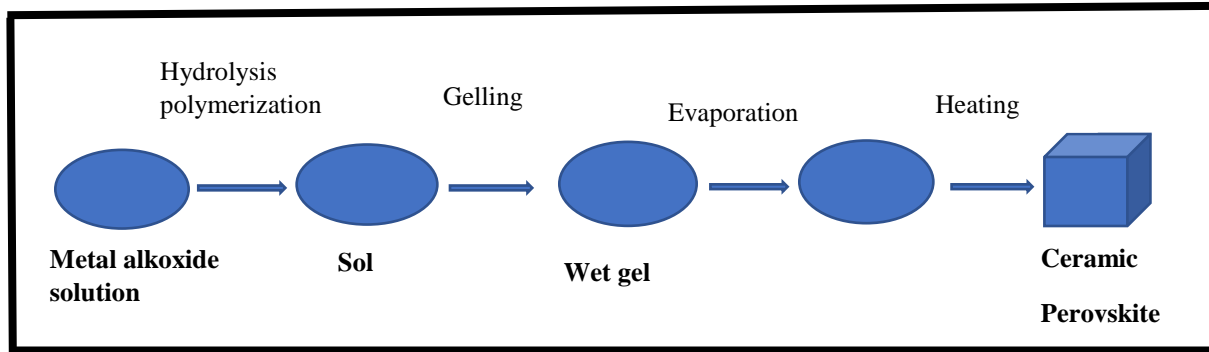 Hydrolysis
polymerization
Gelling
Evaporation
Heating
Metal alkoxide
solution
Sol
Wet gel
Ceramic
Perovskite